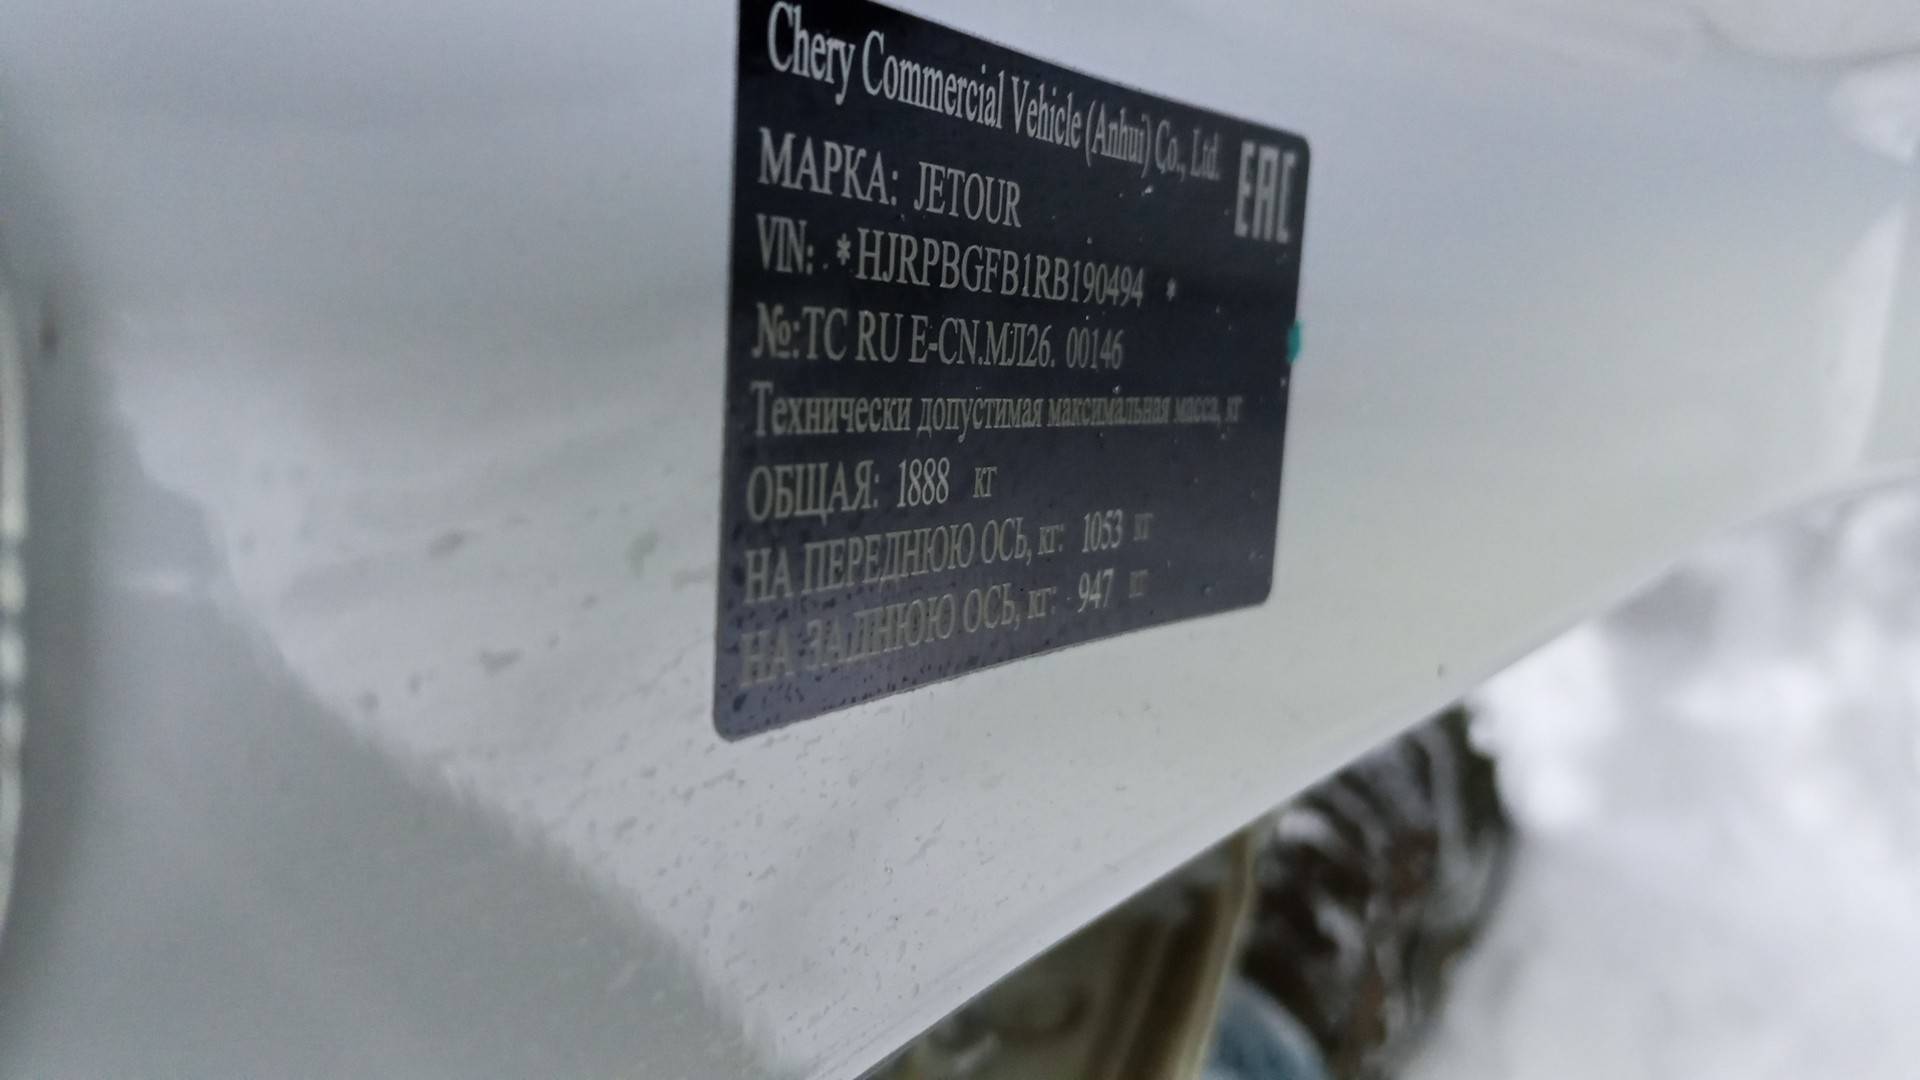 Chery Commercial Vehicle (Anhui) Co., Ltd.
EAC
МАРКА: JETOUR
VIN: *HJRPBGFB1RB190494 *
№:ТС RU Е-CN.МЛ26. 00146
Технически допустимая максимальная масса, кг
ОБЩАЯ: 1888 кг
НА ПЕРЕДНЮЮ ОСЬ, кг: 1053 кг
НА ЗАДНЮЮ ОСЬ, кг: 947 кг